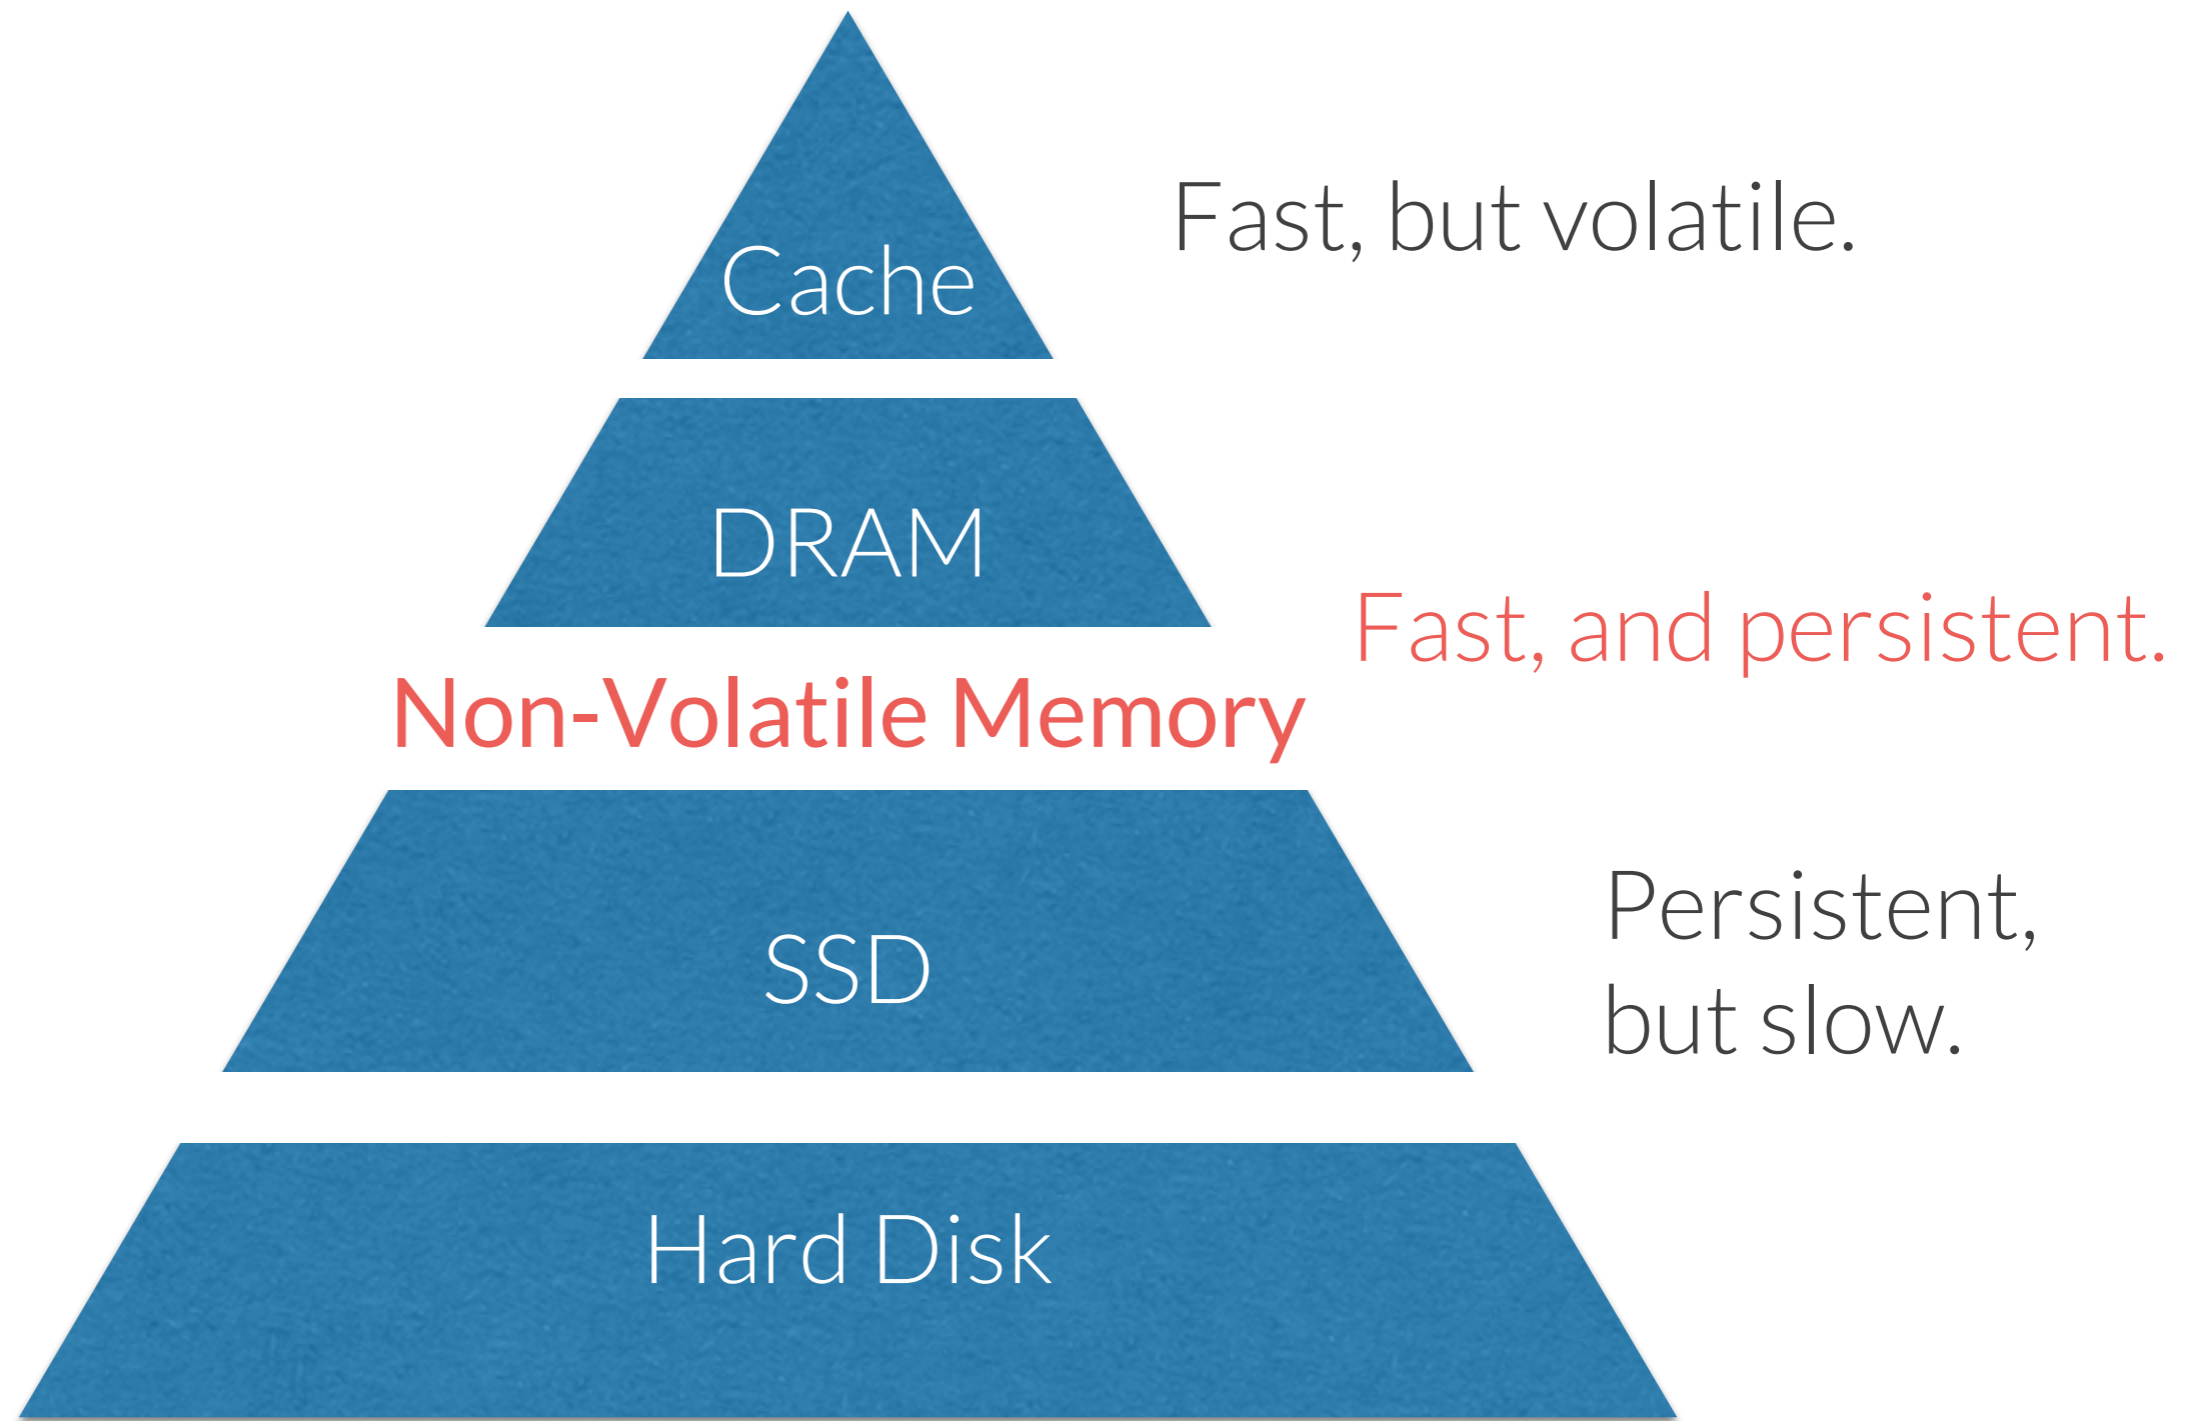 Cache
Fast, but volatile.
DRAM
Fast, and persistent.
Non-Volatile Memory
SSD
Persistent,
but slow.
Hard Disk